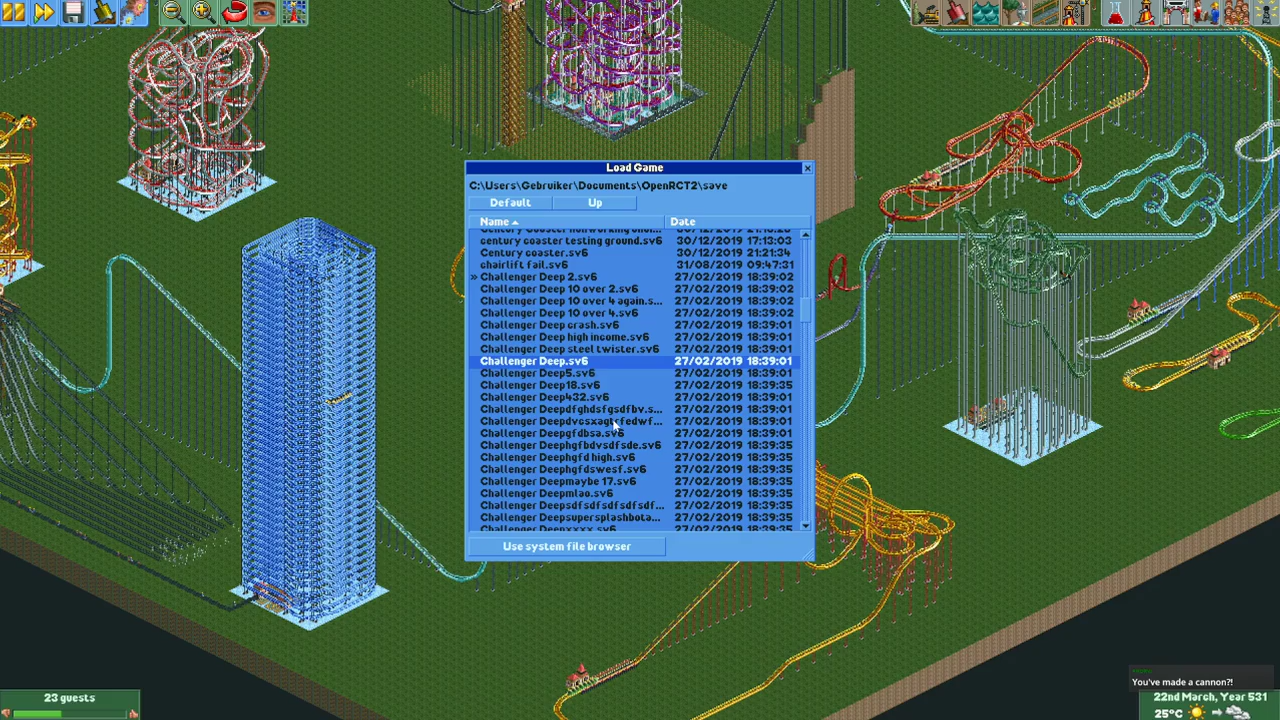 Load Game
C:\Users\Gebruiker\Documents\OpenRCT2\save
Default Up
Name Date
century coaster testing ground.sv6 30/12/2019 17:13:03
Century coaster.sv6 30/12/2019 21:21:34
chairlift fail.sv6 31/08/2019 09:47:31
» Challenger Deep 2.sv6 27/02/2019 18:39:02
Challenger Deep 10 over 2.sv6 27/02/2019 18:39:02
Challenger Deep 10 over 4 again.s... 27/02/2019 18:39:02
Challenger Deep 10 over 4.sv6 27/02/2019 18:39:02
Challenger Deep crash.sv6 27/02/2019 18:39:01
Challenger Deep high income.sv6 27/02/2019 18:39:01
Challenger Deep steel twister.sv6 27/02/2019 18:39:01
Challenger Deep.sv6 27/02/2019 18:39:01
Challenger Deep5.sv6 27/02/2019 18:39:01
Challenger Deep18.sv6 27/02/2019 18:39:35
Challenger Deep432.sv6 27/02/2019 18:39:01
Challenger Deepdfghdsfgsdfbv.s... 27/02/2019 18:39:01
27/02/2019 18:39:01
Challenger Deepgfdbsa.sv6 27/02/2019 18:39:01
Challenger Deephgfbdvsdfsde.sv6 27/02/2019 18:39:35
Challenger Deephgfd high.sv6 27/02/2019 18:39:35
Challenger Deephgfdswesf.sv6 27/02/2019 18:39:35
Challenger Deepmaybe 17.sv6 27/02/2019 18:39:35
Challenger Deepmlao.sv6 27/02/2019 18:39:35
Challenger Deepsdfsdfsdfsdfsdf... 27/02/2019 18:39:35
Challenger Deepsupersplashbota... 27/02/2019 18:39:35
Challenger Deepxxxx.sv6 27/02/2019 18:39:35
Use system file browser
You've made a cannon?!
23 guests
22nd March, Year 531
25°C